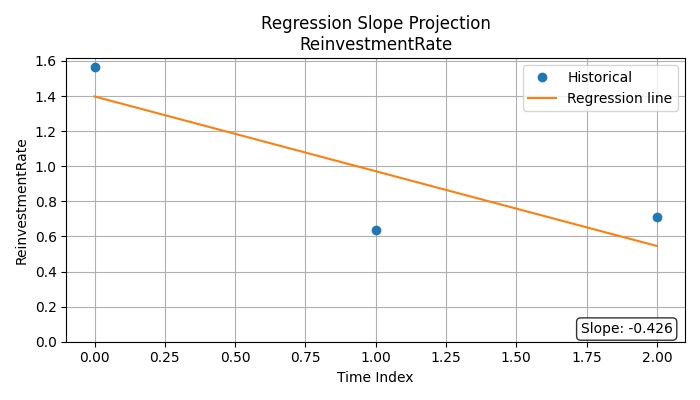 Regression Slope Projection
ReinvestmentRate
1.6
1.4
1.2
1.0
0.8
0.6
0.4
0.2
0.0
ReinvestmentRate
Historical
Regression line
Slope: -0.426
0.00 0.25 0.50 0.75 1.00 1.25 1.50 1.75 2.00
Time Index